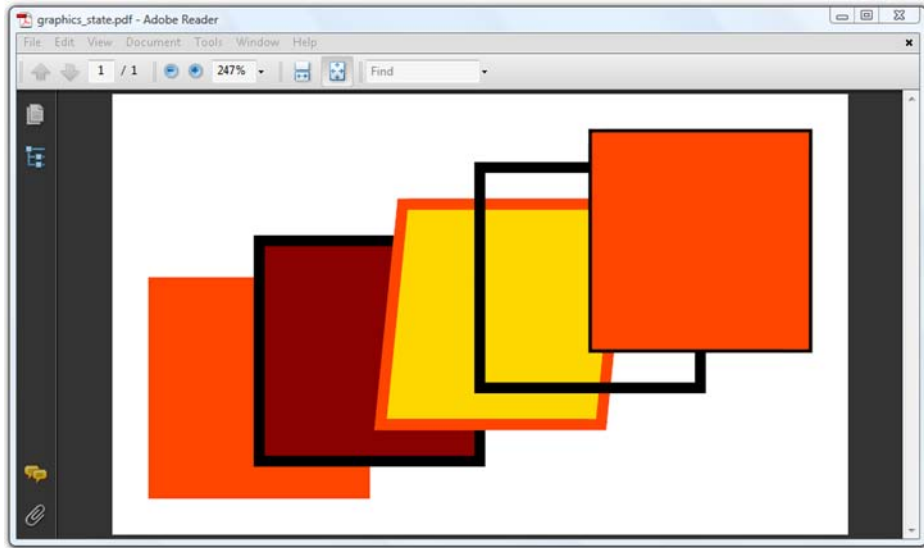 graphics_state.pdf - Adobe Reader
File Edit View Document Tools Window Help
1 / 1 247% Find